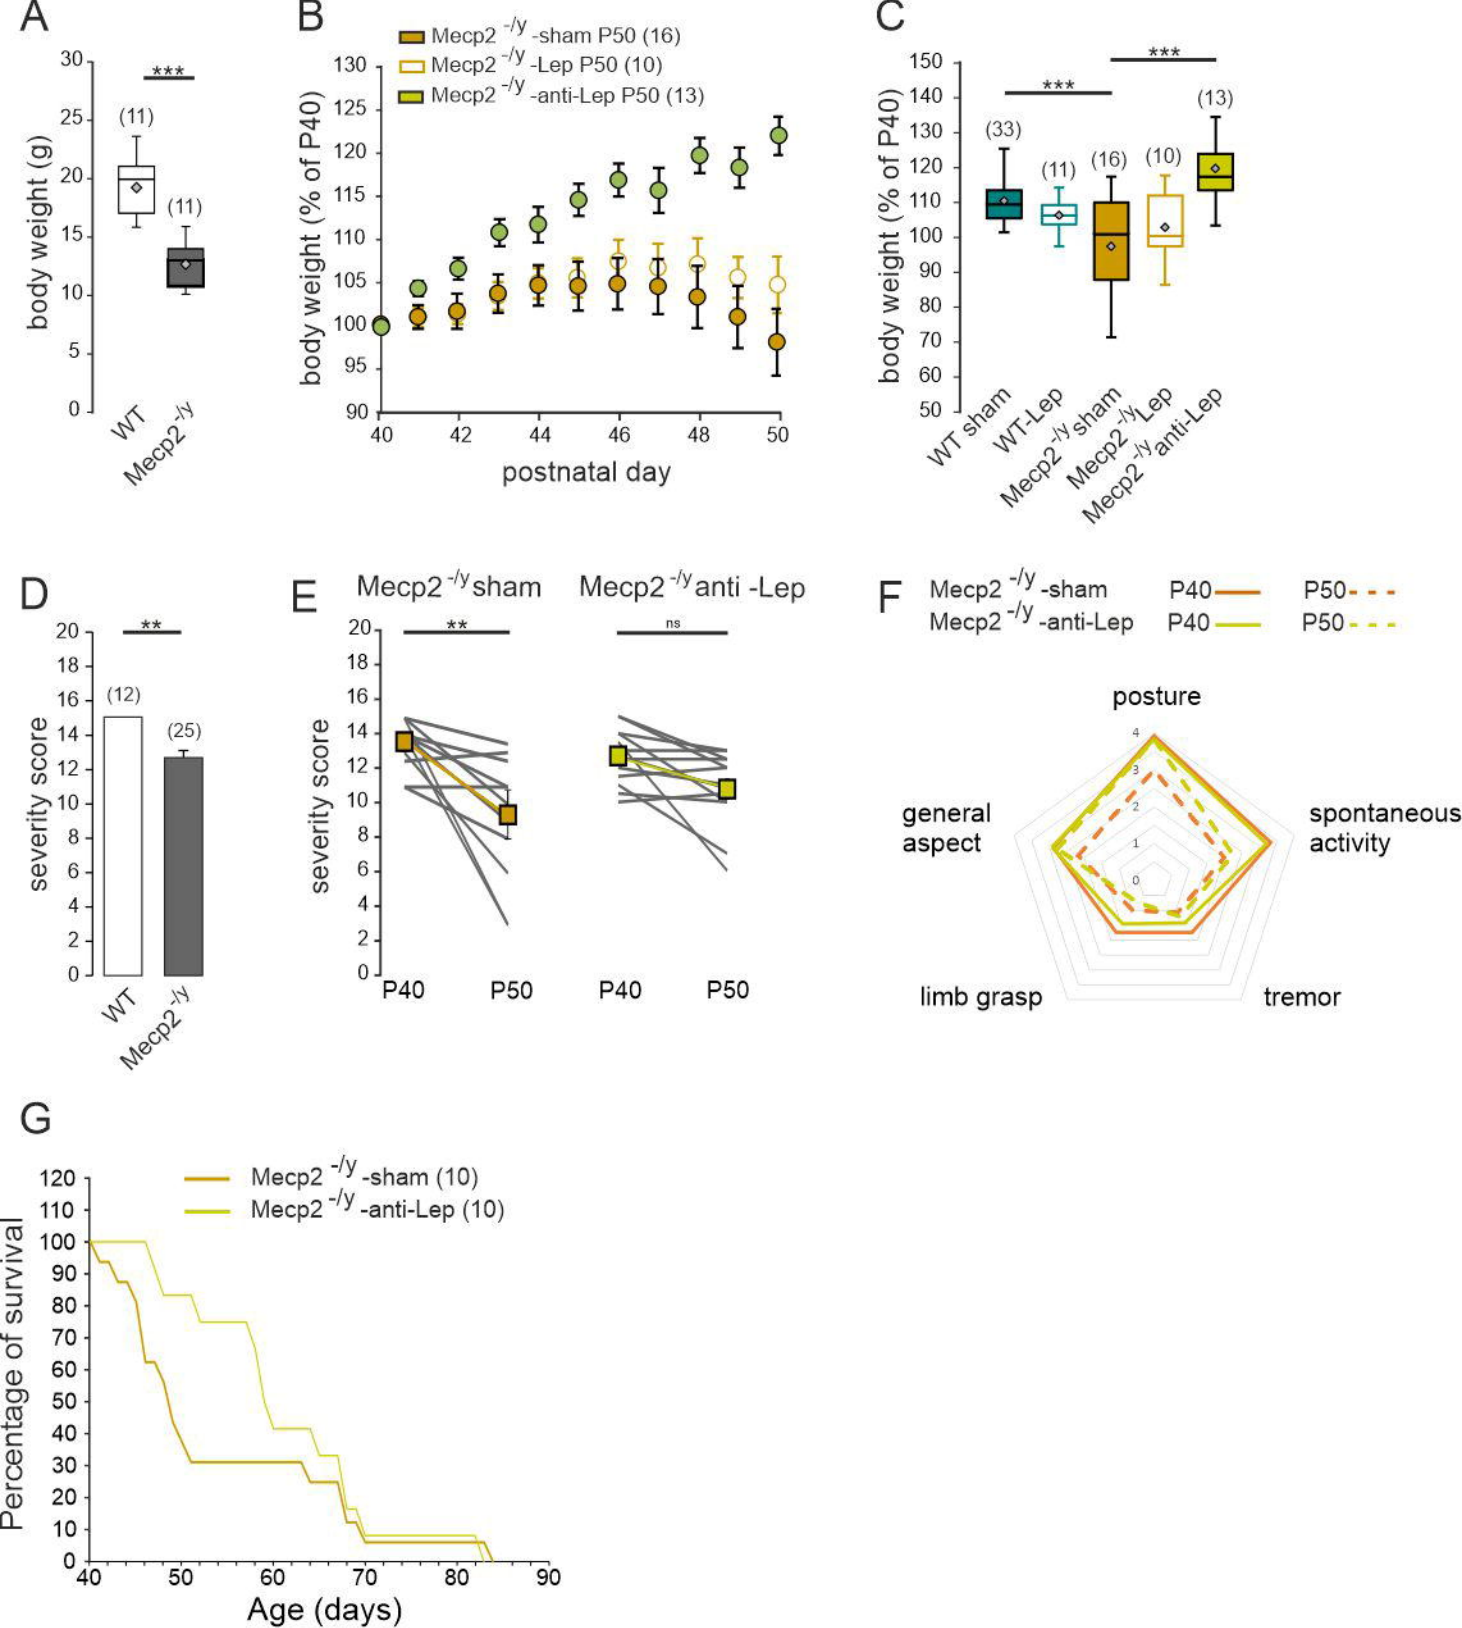 A
30
25
20
15
10
5
0
body weight (g)
***
(11)
(11)
WT
Mecp2 -/y
B
Mecp2 -/y -sham P50 (16)
Mecp2 -/y -Lep P50 (10)
Mecp2 -/y -anti-Lep P50 (13)
130
125
120
115
110
105
100
95
90
body weight (% of P40)
40 42 44 46 48 50
postnatal day
C
150
140
130
120
110
100
90
80
70
60
50
body weight (% of P40)
***
***
(33)
(11)
(16)
(10)
(13)
WT sham
WT-Lep
Mecp2 -/y sham
Mecp2 -/y Lep
Mecp2 -/y anti-Lep
D
20
18
16
14
12
10
8
6
4
2
0
severity score
**
(12)
(25)
WT
Mecp2 -/y
E
Mecp2 -/y sham
Mecp2 -/y anti -Lep
20
18
16
14
12
10
8
6
4
2
0
severity score
**
ns
P40 P50 P40 P50
F
Mecp2 -/y -sham P40 P50
Mecp2 -/y -anti-Lep P40 P50
posture
4
3
2
1
0
general
aspect
spontaneous
activity
limb grasp
tremor
G
Mecp2 -/y -sham (10)
Mecp2 -/y -anti-Lep (10)
120
110
100
90
80
70
60
50
40
30
20
10
0
Percentage of survival
40 50 60 70 80 90
Age (days)